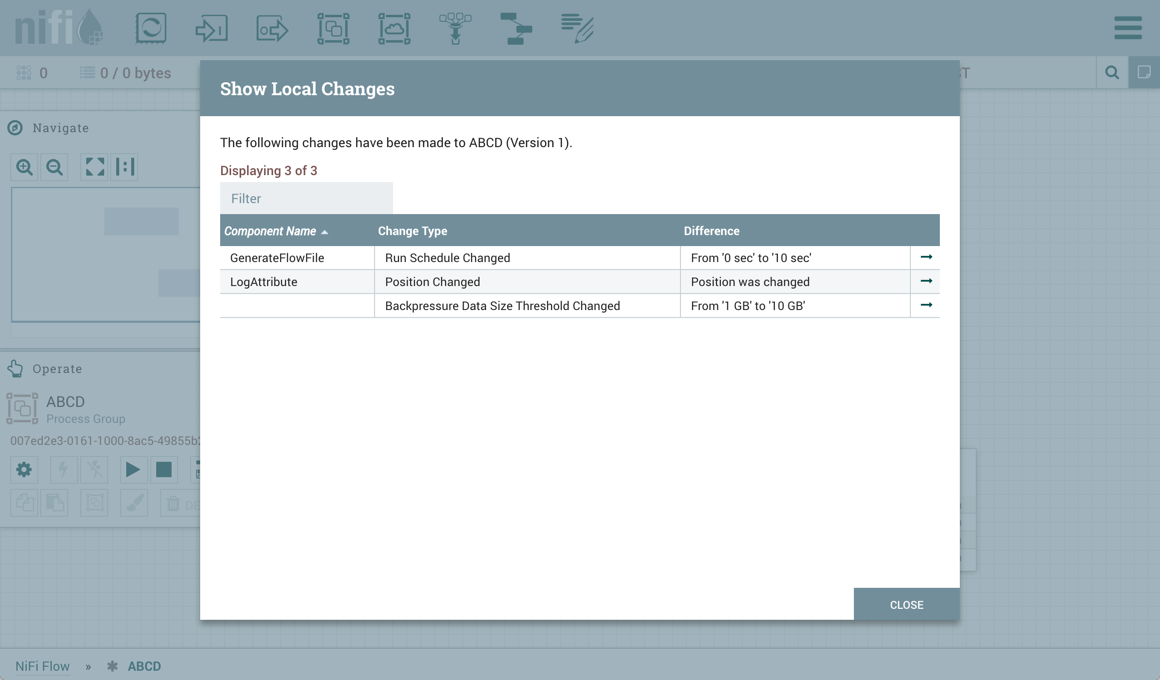 nifi
0 0 / 0 bytes ST
Show Local Changes
The following changes have been made to ABCD (Version 1).
Displaying 3 of 3
Filter
Component Name Change Type Difference
GenerateFlowFile Run Schedule Changed From '0 sec' to '10 sec'
LogAttribute Position Changed Position was changed
Backpressure Data Size Threshold Changed From '1 GB' to '10 GB'
CLOSE
Navigate
Operate
ABCD
Process Group
007ed2e3-0161-1000-8ac5-49855b
DE
NiFi Flow » ABCD